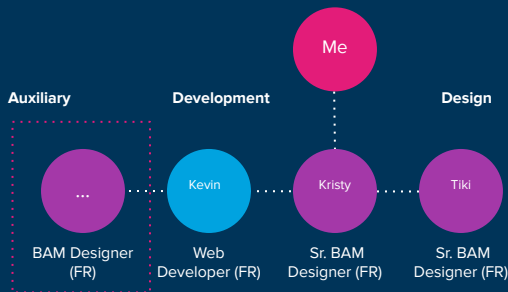 Me
Auxiliary
Development
Design
...
Kevin
Kristy
Tiki
BAM Designer
(FR)
Web
Developer (FR)
Sr. BAM
Designer (FR)
Sr. BAM
Designer (FR)